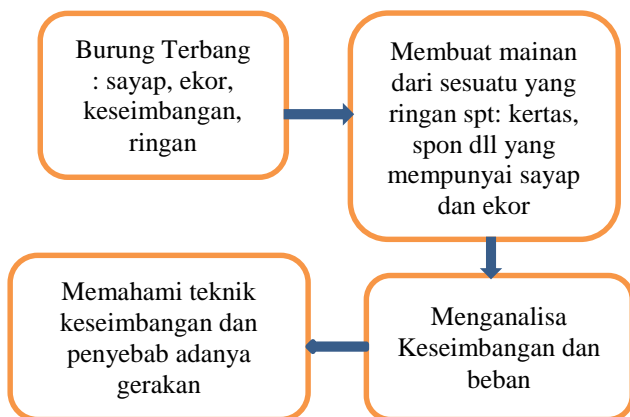 Burung Terbang
: sayap, ekor,
keseimbangan,
ringan
Membuat mainan
dari sesuatu yang
ringan spt: kertas,
spon dll yang
mempunyai sayap
dan ekor
Menganalisa
Keseimbangan dan
beban
Memahami teknik
keseimbangan dan
penyebab adanya
gerakan